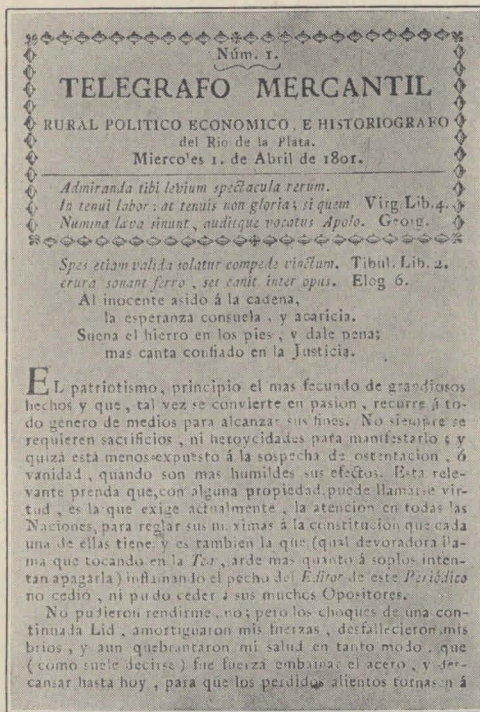 Núm. 1.
TELEGRAFO MERCANTIL
RURAL POLITICO ECONOMICO, E HISTORIOGRAFO
del Rio de la Plata.
Miercoles 1. de Abril de 1801.
Admiranda tibi levium spectacula rerum.
In tenui labor: at tenuis non gloria; si quem Virg. Lib. 4.
Numina læva sinunt, auditque vocatus Apolo. Georg.
Spes etiam valida solatur compede vinctum. Tibul. Lib. 2.
crura sonant ferro, set canit inter opus. Elog 6.
Al inocente asido á la cadena,
la esperanza consuela, y acaricia.
Suena el hierro en los pies, y dale pena;
mas canta confiado en la Justicia.
EL patriotismo, principio el mas fecundo de grandiosos
hechos y que, tal vez se convierte en pasion, recurre á to-
do género de medios para alcanzar sus fines. No siempre se
requieren sacrificios, ni heroycidades para manifestarlo; y
quizá está menos expuesto á la sospecha de ostentacion, ó
vanidad, quando son mas humildes sus efectos. Esta rele-
vante prenda que, con alguna propiedad, puede llamarse vir-
tud, es la que exige actualmente, la atencion en todas las
Naciones, para reglar sus maximas á la constitucion que cada
una de ellas tiene y es tambien la que (qual devoradora lla-
ma que tocando en la Tea, arde mas quanto á soplos inten-
tan apagarla) inflamando el pecho del Editor de este Periódico
no cedió, ni pudo ceder á sus muchos Opositores.
No pudieron rendirme, no; pero los choques de una con-
tinuada Lid, amortiguaron mis fuerzas, desfallecieron mis
brios, y aun quebrantaron mi salud en tanto modo, que
(como suele decirse) fue fuerza embainar el acero, y des-
cansar hasta hoy, para que los perdidos alientos tornasen á